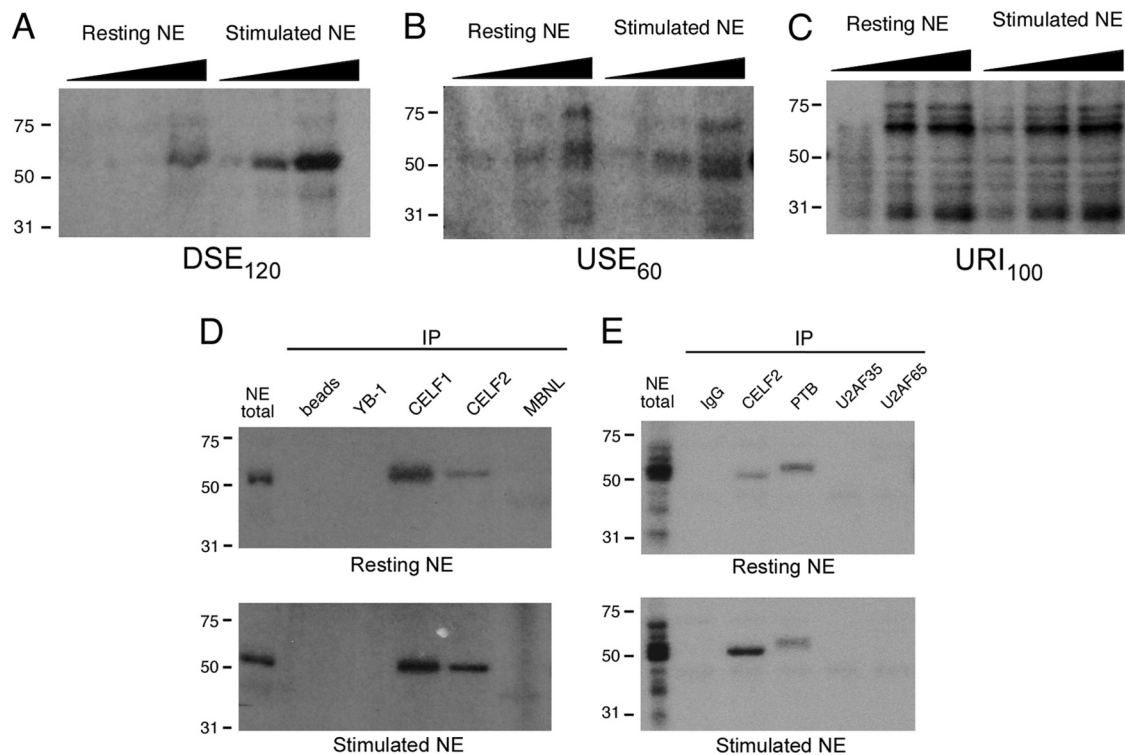 A
Resting NE Stimulated NE
75
50
31
DSE120
B
Resting NE Stimulated NE
75
50
31
USE60
C
Resting NE Stimulated NE
75
50
31
URI100
D
IP
NE total beads YB-1 CELF1 CELF2 MBNL
75
50
31
Resting NE
75
50
31
Stimulated NE
E
IP
NE total IgG CELF2 PTB U2AF35 U2AF65
75
50
31
Resting NE
75
50
31
Stimulated NE